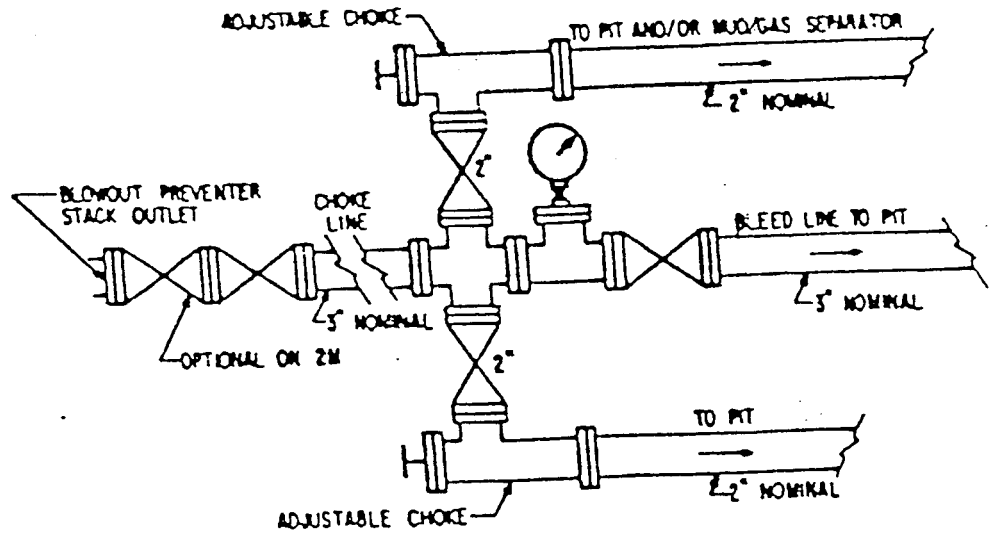 ADJUSTABLE CHOKE
TO PIT AND/OR MUD/GAS SEPARATOR
2" NOMINAL
2"
BLOWOUT PREVENTER
STACK OUTLET
CHOKE
LINE
BLEED LINE TO PIT
3" NOMINAL
3" NOMINAL
OPTIONAL ON 2M
2"
TO PIT
2" NOMINAL
ADJUSTABLE CHOKE